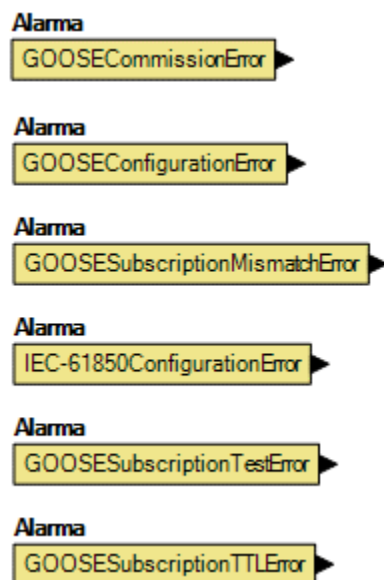 Alarma
GOOSECommissionError
Alarma
GOOSEConfigurationError
Alarma
GOOSESubscriptionMismatchError
Alarma
IEC-61850ConfigurationError
Alarma
GOOSESubscriptionTestError
Alarma
GOOSESubscriptionTTLError